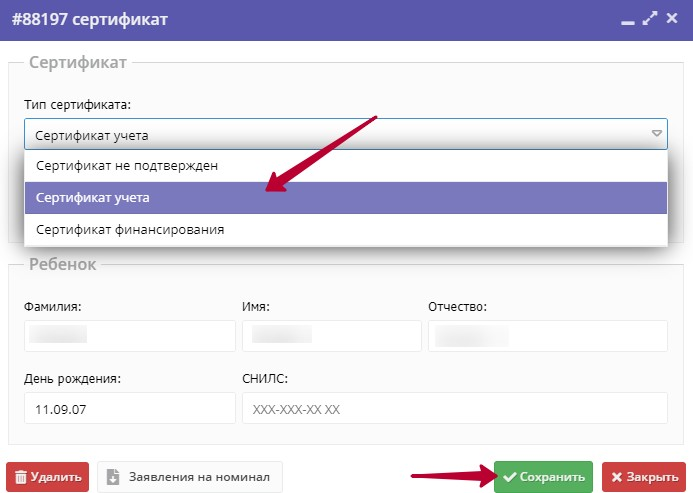 #88197 сертификат
Сертификат
Тип сертификата:
Сертификат учета
Сертификат не подтвержден
Сертификат учета
Сертификат финансирования
Ребенок
Фамилия: Имя: Отчество:
День рождения: СНИЛС:
11.09.07 XXX-XXX-XX XX
Удалить Заявления на номинал Сохранить Закрыть